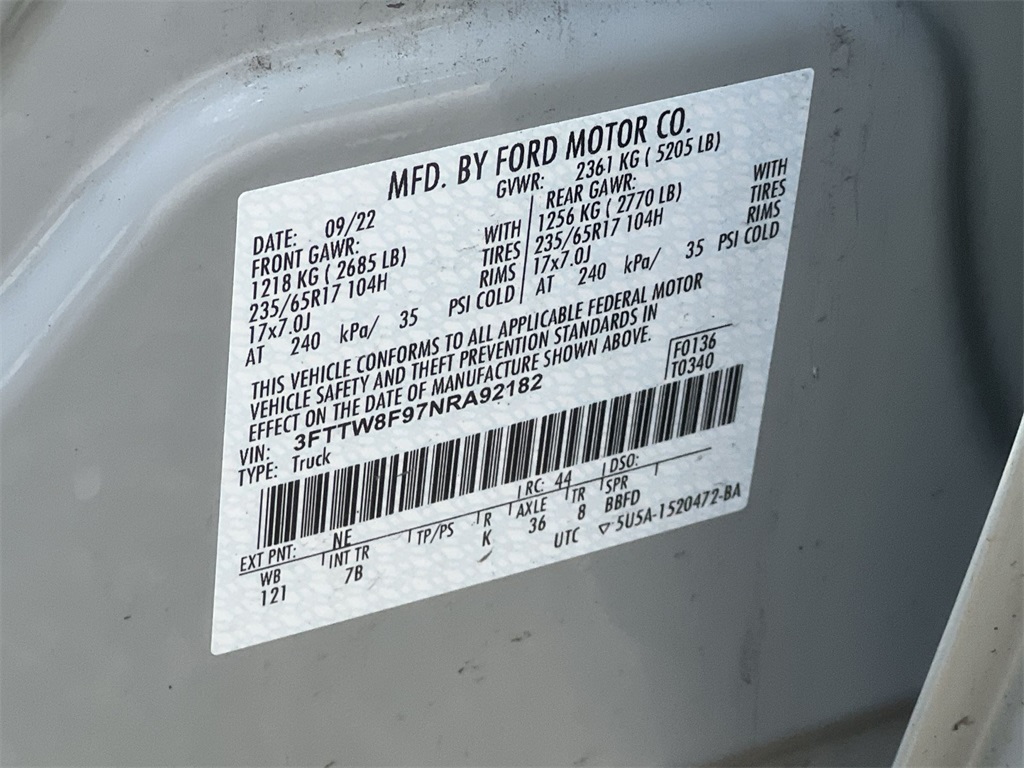 MFD. BY FORD MOTOR CO.
DATE: 09/22 GVWR: 2361 KG ( 5205 LB)
FRONT GAWR: WITH REAR GAWR: WITH
1218 KG ( 2685 LB) TIRES 1256 KG ( 2770 LB) TIRES
235/65R17 104H RIMS 235/65R17 104H RIMS
17x7.0J 17x7.0J
AT 240 kPa/ 35 PSI COLD AT 240 kPa/ 35 PSI COLD
THIS VEHICLE CONFORMS TO ALL APPLICABLE FEDERAL MOTOR
VEHICLE SAFETY AND THEFT PREVENTION STANDARDS IN
EFFECT ON THE DATE OF MANUFACTURE SHOWN ABOVE.
VIN: 3FTTW8F97NRA92182 F0136
TYPE: Truck T0340
EXT PNT: NE RC: 44 DSO:
WB INT TR TP/PS R AXLE TR SPR
121 7B K 36 8 BBFD
UTC ▽ 5U5A-1520472-BA